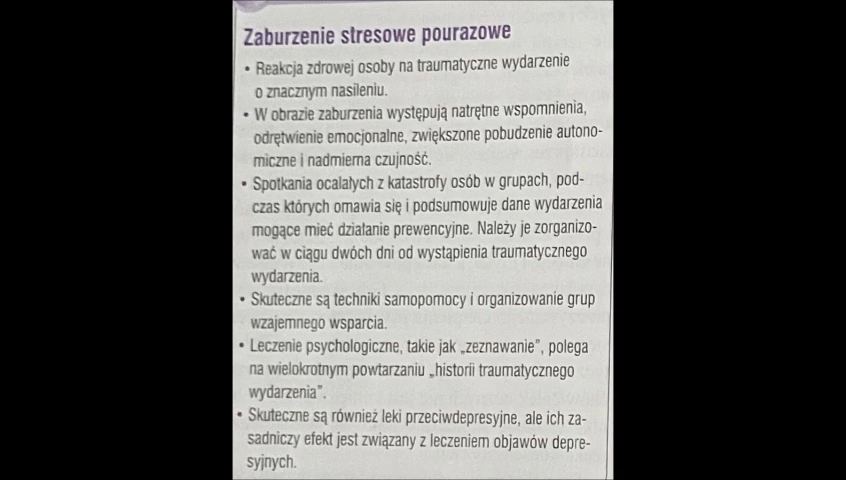 Zaburzenie stresowe pourazowe
• Reakcja zdrowej osoby na traumatyczne wydarzenie
o znacznym nasileniu.
• W obrazie zaburzenia występują natrętne wspomnienia,
odrętwienie emocjonalne, zwiększone pobudzenie autono-
miczne i nadmierna czujność.
• Spotkania ocalałych z katastrofy osób w grupach, pod-
czas których omawia się i podsumowuje dane wydarzenia
mogące mieć działanie prewencyjne. Należy je zorganizo-
wać w ciągu dwóch dni od wystąpienia traumatycznego
wydarzenia.
• Skuteczne są techniki samopomocy i organizowanie grup
wzajemnego wsparcia.
• Leczenie psychologiczne, takie jak „zeznawanie”, polega
na wielokrotnym powtarzaniu „historii traumatycznego
wydarzenia”.
• Skuteczne są również leki przeciwdepresyjne, ale ich za-
sadniczy efekt jest związany z leczeniem objawów depre-
syjnych.